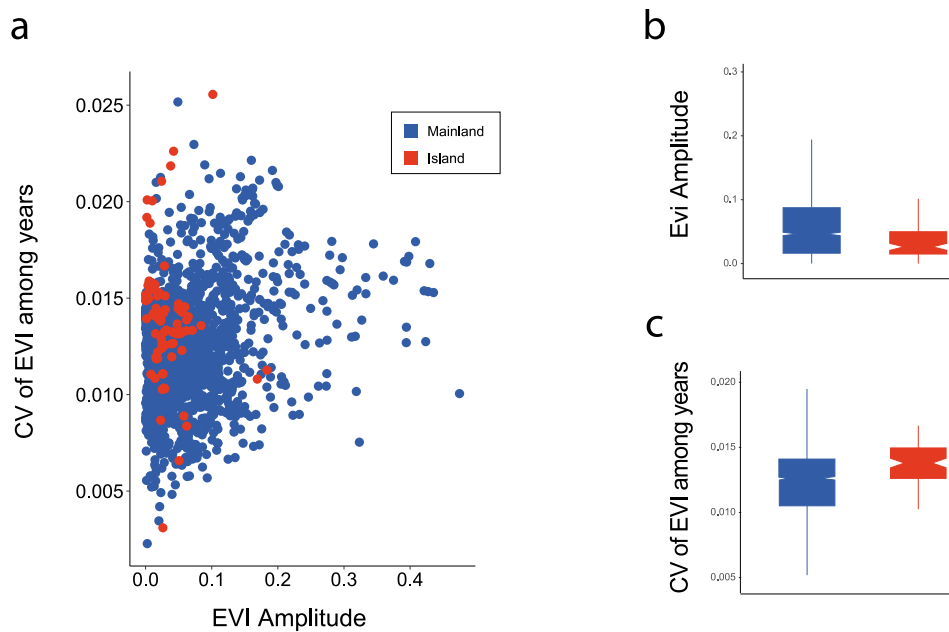 a
CV of EVI among years
0.025
0.020
0.015
0.010
0.005
0.0
0.1
0.2
0.3
0.4
EVI Amplitude
Mainland
Island
b
Evi Amplitude
0.3
0.2
0.1
0.0
c
CV of EVI among years
0.020
0.015
0.010
0.005